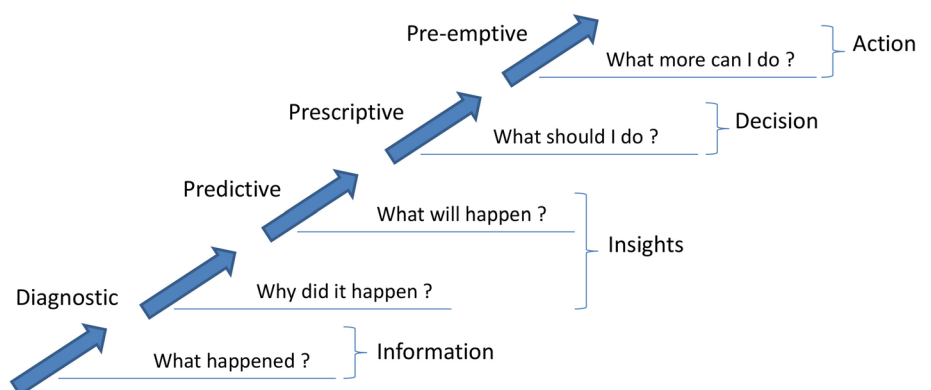 Pre-emptive
What more can I do ?
Action
Prescriptive
What should I do ?
Decision
Predictive
What will happen ?
Insights
Diagnostic
Why did it happen ?
What happened ?
Information